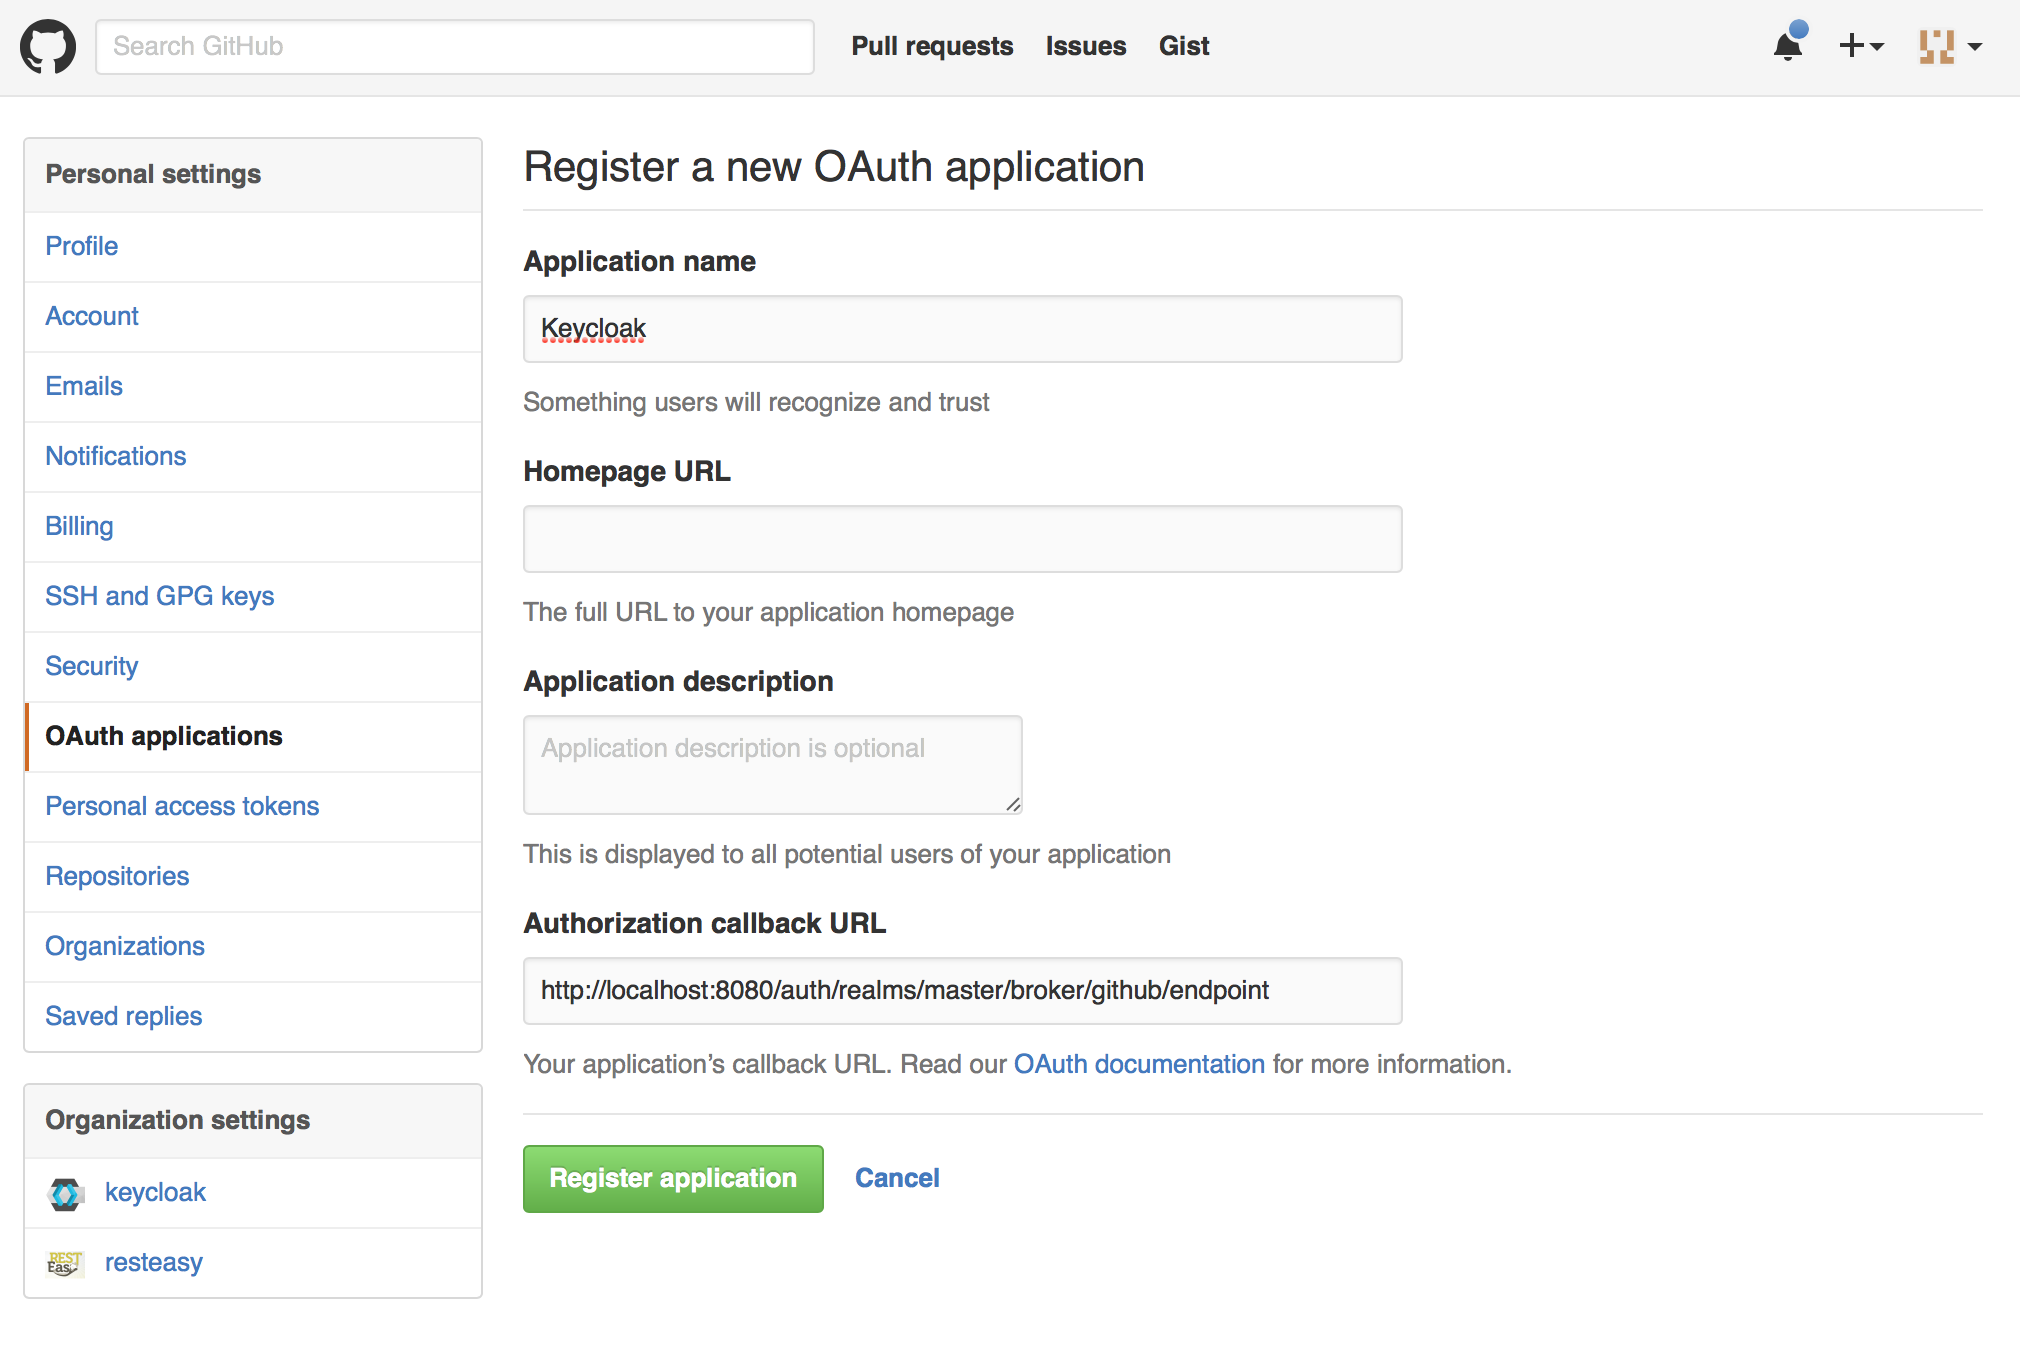 Search GitHub
Pull requests Issues Gist
Personal settings
Profile
Account
Emails
Notifications
Billing
SSH and GPG keys
Security
OAuth applications
Personal access tokens
Repositories
Organizations
Saved replies
Organization settings
keycloak
REST
Easy
resteasy
Register a new OAuth application
Application name
Keycloak
Something users will recognize and trust
Homepage URL
The full URL to your application homepage
Application description
Application description is optional
This is displayed to all potential users of your application
Authorization callback URL
http://localhost:8080/auth/realms/master/broker/github/endpoint
Your application’s callback URL. Read our OAuth documentation for more information.
Register application Cancel